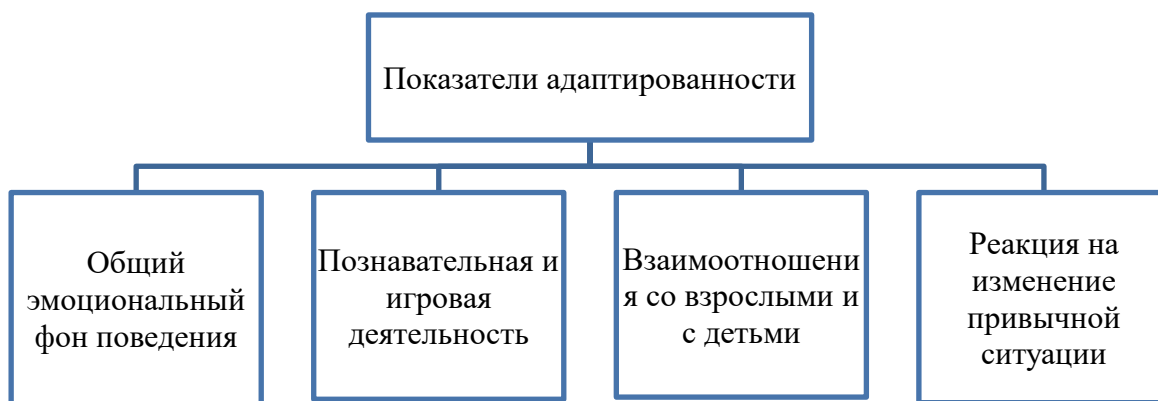 Показатели адаптированности
Общий
эмоциональный
фон поведения
Познавательная и
игровая
деятельность
Взаимоотношени
я со взрослыми и
с детьми
Реакция на
изменение
привычной
ситуации